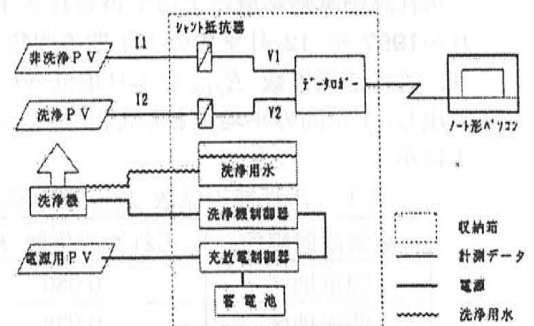 シャント抵抗器
非洗浄PV
I1
V1
データロガー
洗浄PV
I2
V2
ノート形パソコン
洗浄用水
洗浄機
洗浄機制御器
電源用PV
充放電制御器
蓄電池
収納箱
計測データ
電源
洗浄用水